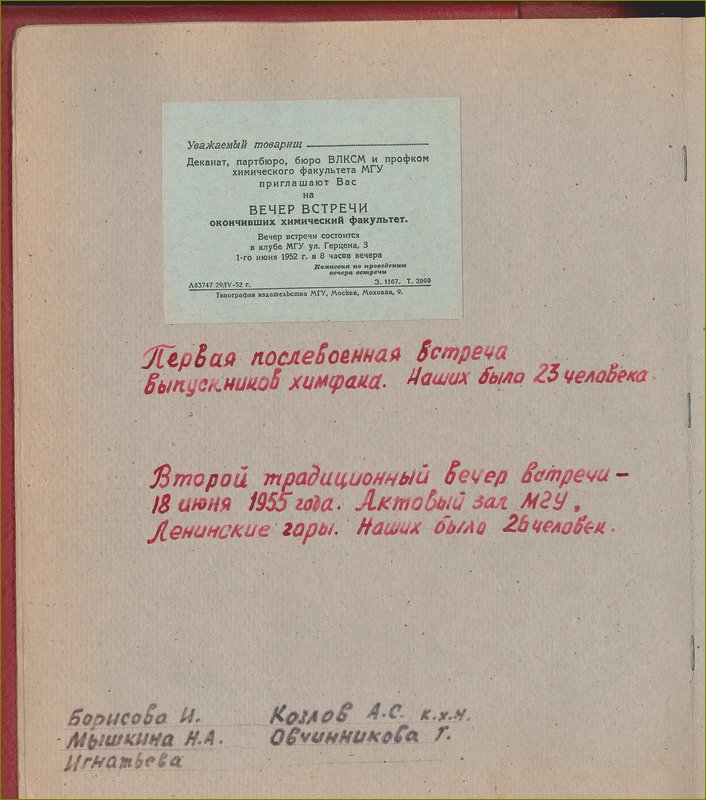 Уважаемый товарищ
Деканат, партбюро, бюро ВЛКСМ и профком
химического факультета МГУ
приглашают Вас
на
ВЕЧЕР ВСТРЕЧИ
окончивших химический факультет.
Вечер встречи состоится
в клубе МГУ ул. Герцена, 3
1-го июня 1952 г. в 8 часов вечера
Комиссия по проведению
вечера встречи
Л83747 29/IV-52 г. З. 1167. Т. 2000
Типография издательства МГУ, Москва, Моховая, 9.
Первая послевоенная встреча
выпускников химфака. Наших было 23 человека.
Второй традиционный вечер встречи –
18 июня 1955 года. Актовый зал МГУ,
Ленинские горы. Наших было 26 человек.
Борисова И. Козлов А.С. к.х.н.
Мышкина Н.А. Овчинникова Т.
Игнатьева